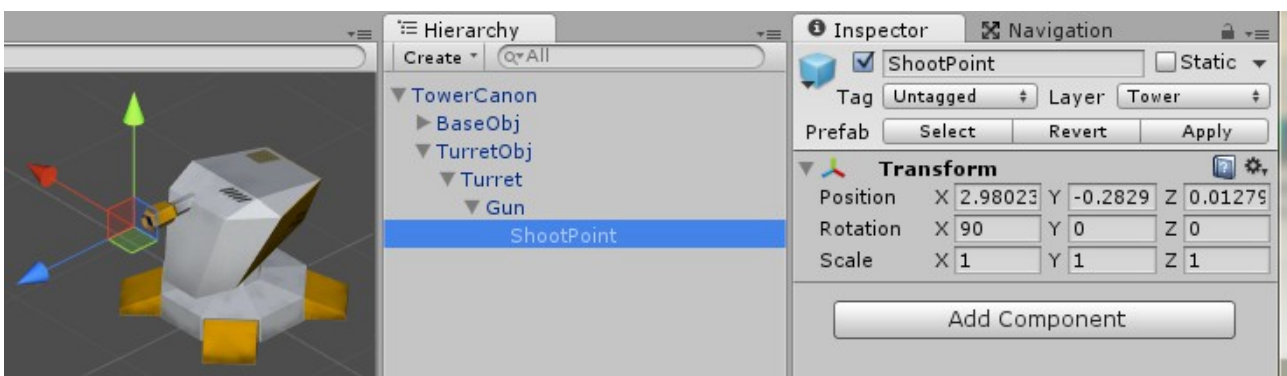 Hierarchy
Create All
TowerCanon
BaseObj
TurretObj
Turret
Gun
ShootPoint
Inspector Navigation
ShootPoint Static
Tag Untagged Layer Tower
Prefab Select Revert Apply
Transform
Position X 2.98023 Y -0.2829 Z 0.01279
Rotation X 90 Y 0 Z 0
Scale X 1 Y 1 Z 1
Add Component